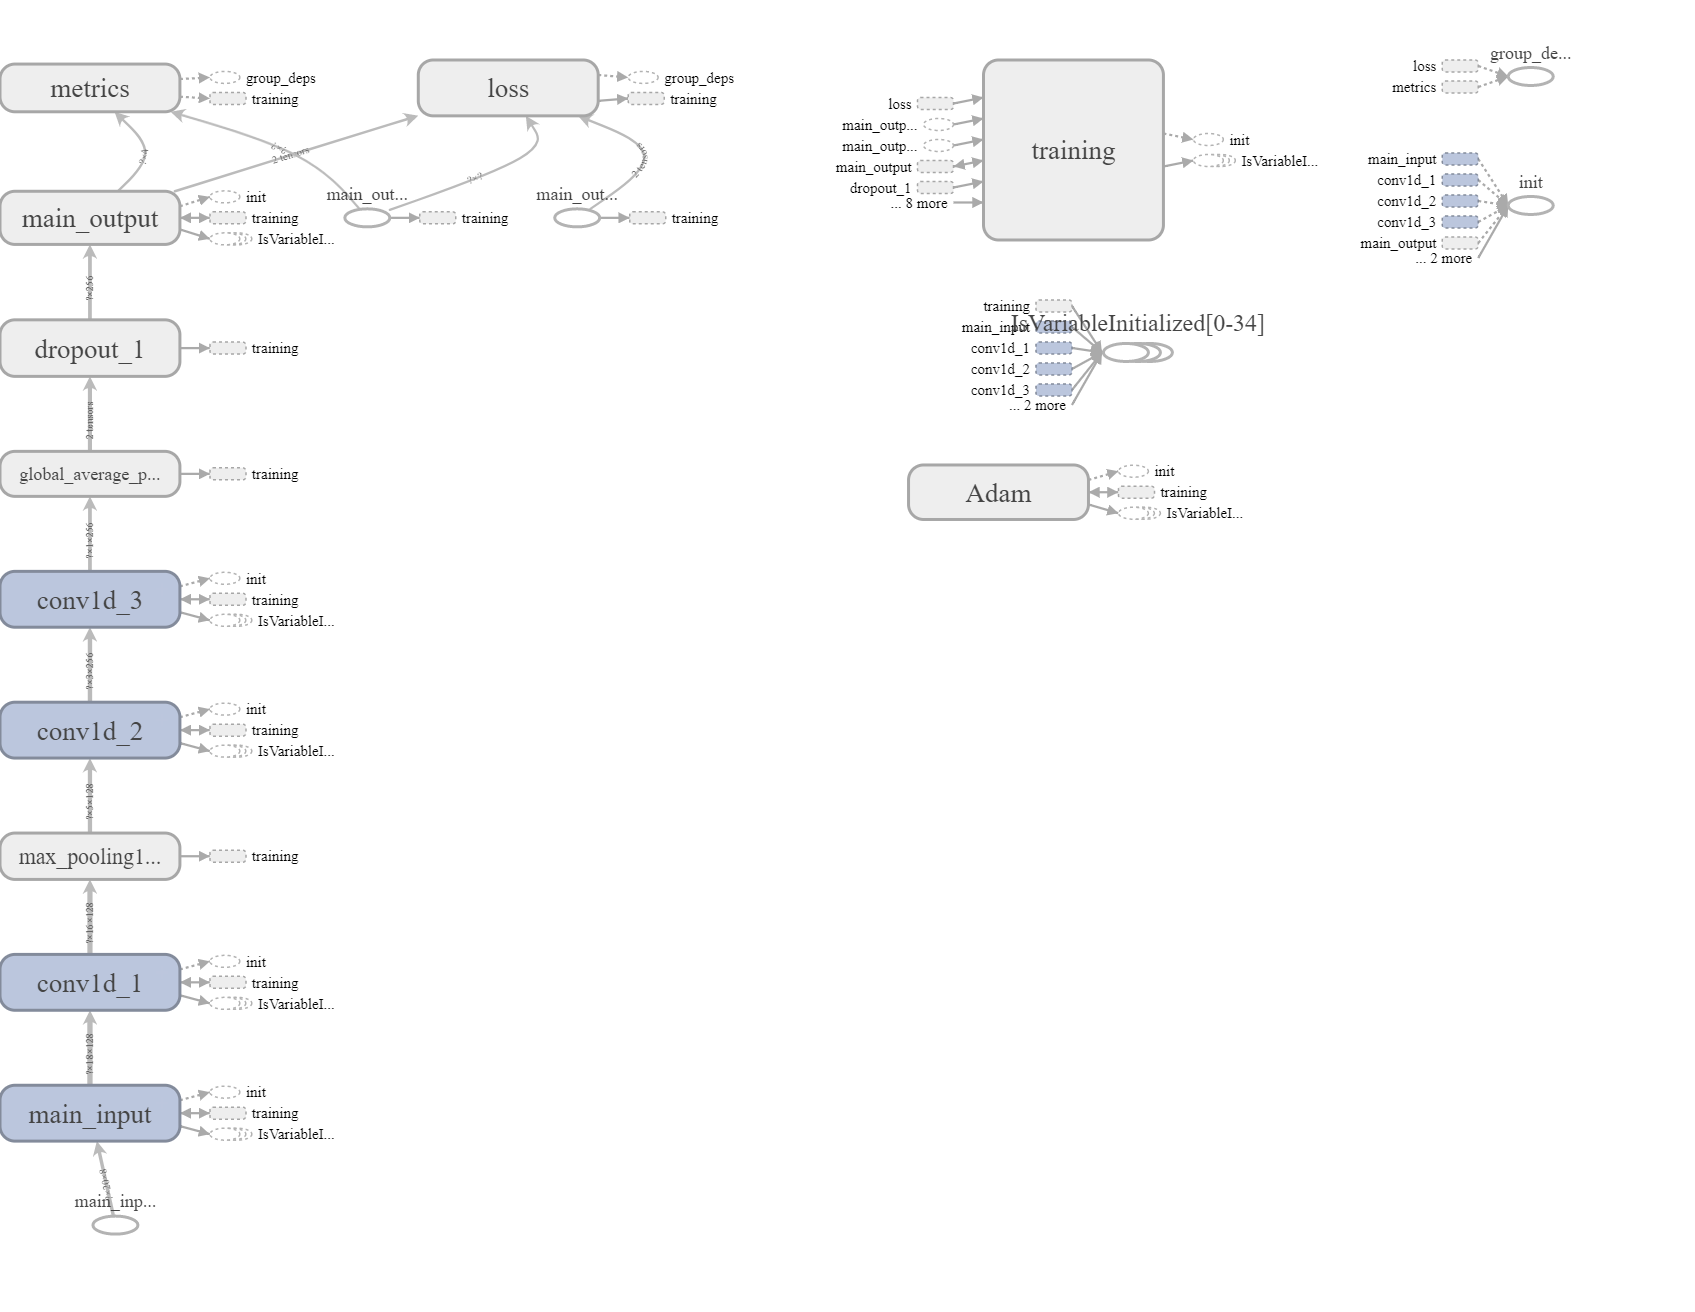 metrics
group_deps
training
loss
group_deps
training
?×4
?×?
2 tensors
?×?
2 tensors
main_output
init
training
IsVariableI...
main_out...
training
main_out...
training
?×256
dropout_1
training
2 tensors
global_average_p...
training
?×1×256
conv1d_3
init
training
IsVariableI...
?×3×256
conv1d_2
init
training
IsVariableI...
?×5×128
max_pooling1...
training
?×16×128
conv1d_1
init
training
IsVariableI...
?×18×128
main_input
init
training
IsVariableI...
main_inp...
loss
main_outp...
main_outp...
main_output
dropout_1
... 8 more
training
init
IsVariableI...
group_de...
loss
metrics
main_input
conv1d_1
conv1d_2
conv1d_3
main_output
... 2 more
init
training
main_input
conv1d_1
conv1d_2
conv1d_3
... 2 more
IsVariableInitialized[0-34]
Adam
init
training
IsVariableI...